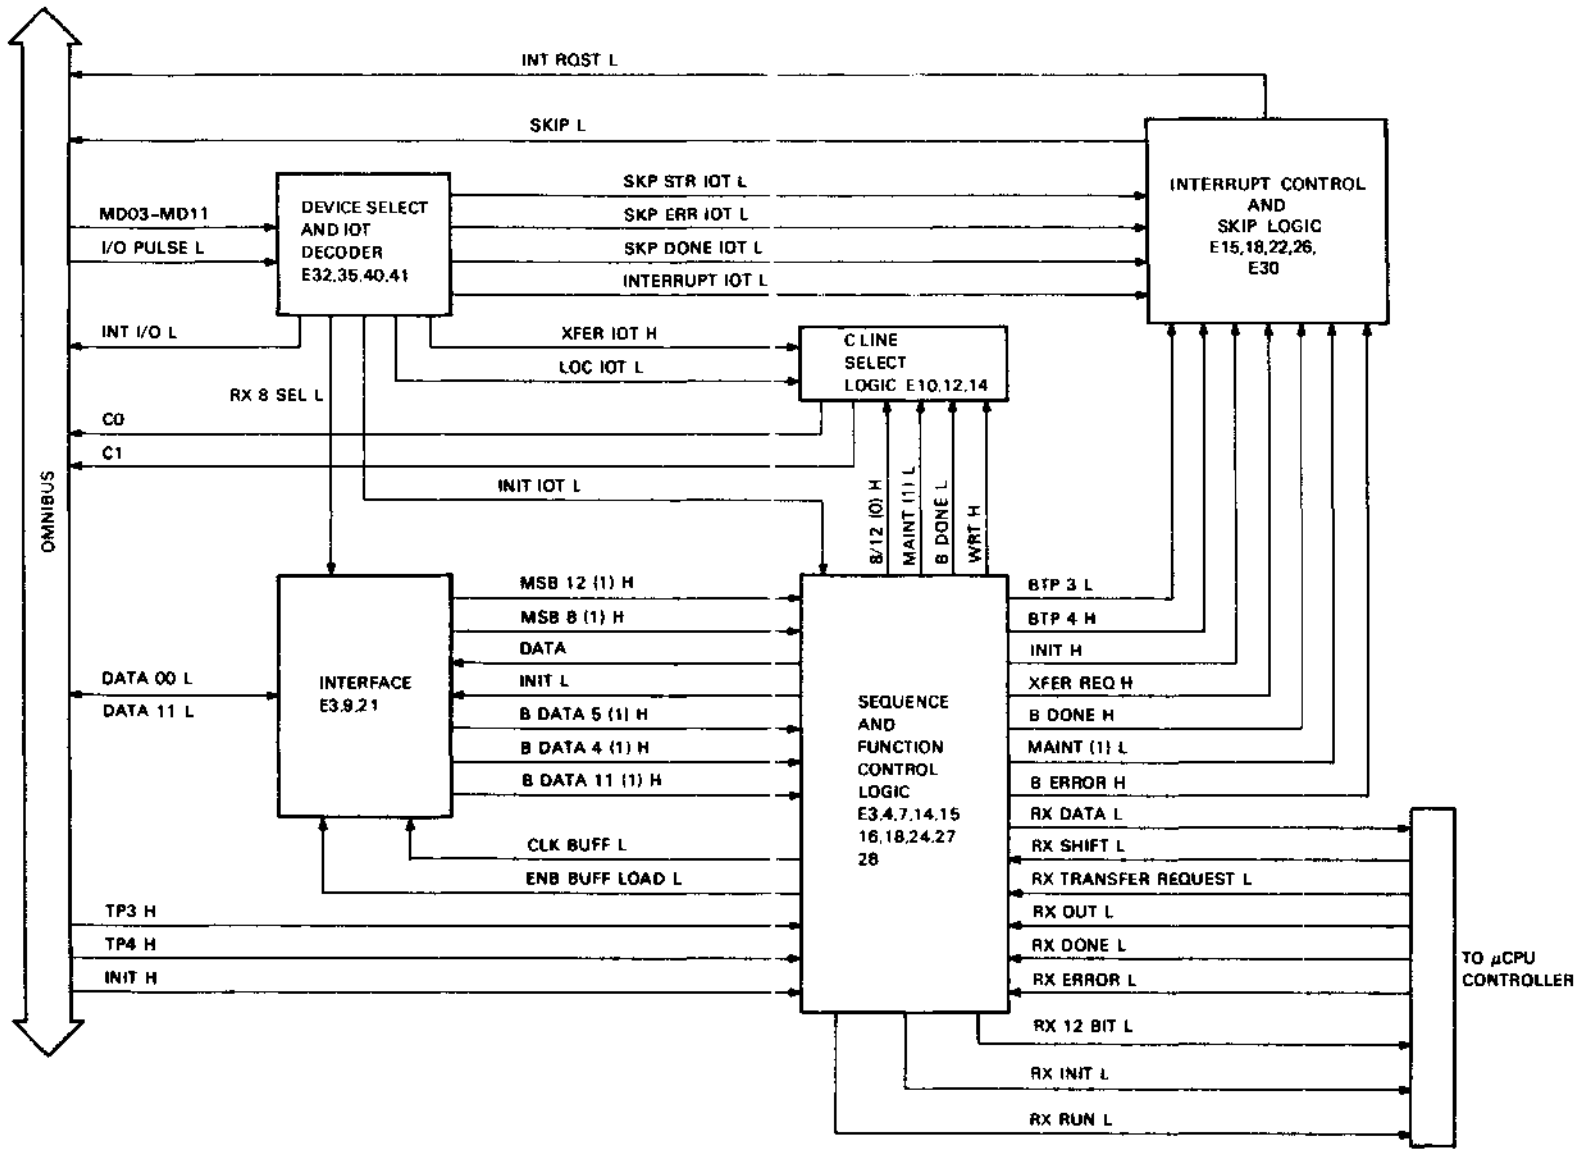 INT RQST L
SKIP L
SKP STR IOT L
INTERRUPT CONTROL
AND
SKIP LOGIC
E15,18,22,26,
E30
MD03-MD11
DEVICE SELECT
AND IOT
DECODER
E32,35,40,41
SKP ERR IOT L
I/O PULSE L
SKP DONE IOT L
INTERRUPT IOT L
INT I/O L
XFER IOT H
C LINE
SELECT
LOGIC E10,12,14
LOC IOT L
RX 8 SEL L
C0
C1
OMNIBUS
INIT IOT L
8/12 (0) H
MAINT (1) L
B DONE L
WRT H
MSB 12 (1) H
BTP 3 L
MSB 8 (1) H
BTP 4 H
DATA
INIT H
DATA 00 L
DATA 11 L
INTERFACE
E3,9,21
INIT L
XFER REQ H
SEQUENCE
AND
FUNCTION
CONTROL
LOGIC
E3,4,7,14,15
16,18,24,27
28
B DATA 5 (1) H
B DONE H
B DATA 4 (1) H
MAINT (1) L
B DATA 11 (1) H
B ERROR H
RX DATA L
CLK BUFF L
RX SHIFT L
ENB BUFF LOAD L
RX TRANSFER REQUEST L
TP3 H
RX OUT L
TP4 H
RX DONE L
INIT H
RX ERROR L
TO μCPU
CONTROLLER
RX 12 BIT L
RX INIT L
RX RUN L